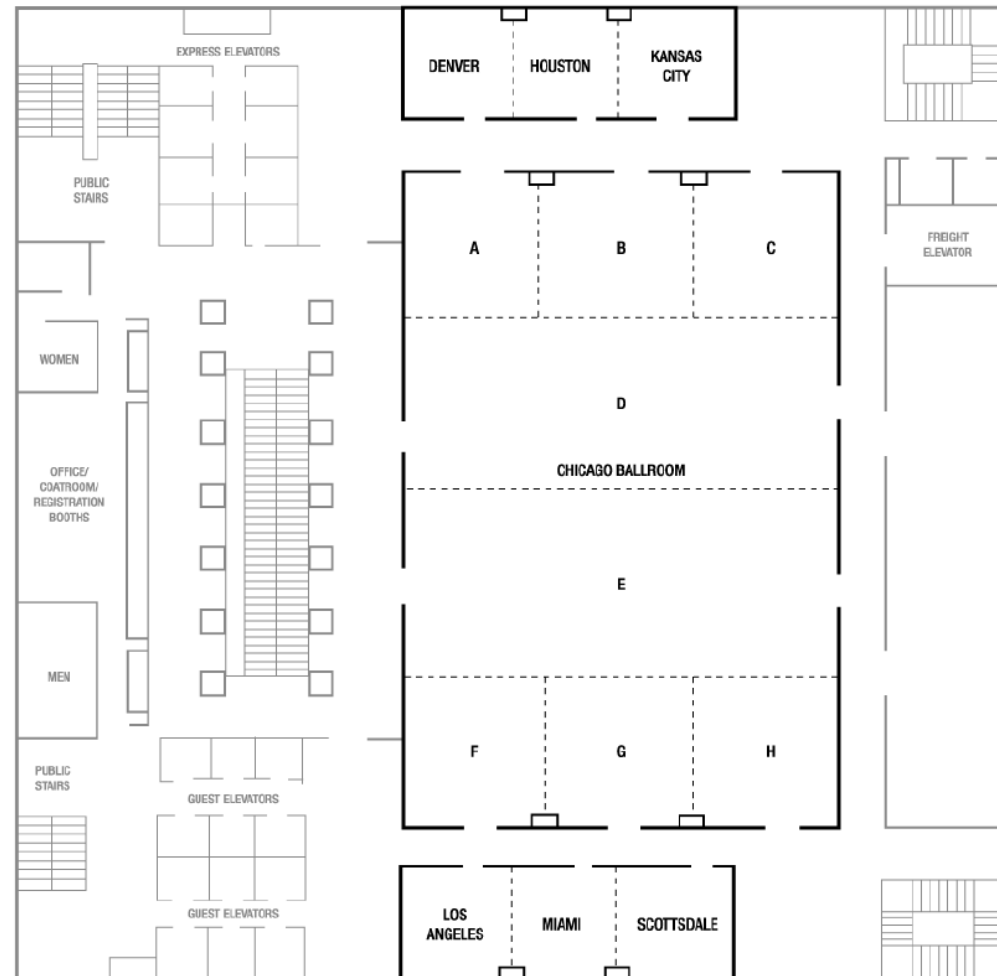 EXPRESS ELEVATORS
DENVER
HOUSTON
KANSAS
CITY
PUBLIC
STAIRS
A
B
C
FREIGHT
ELEVATOR
WOMEN
D
OFFICE/
COATROOM/
REGISTRATION
BOOTHS
CHICAGO BALLROOM
E
MEN
F
G
H
PUBLIC
STAIRS
GUEST ELEVATORS
GUEST ELEVATORS
LOS
ANGELES
MIAMI
SCOTTSDALE